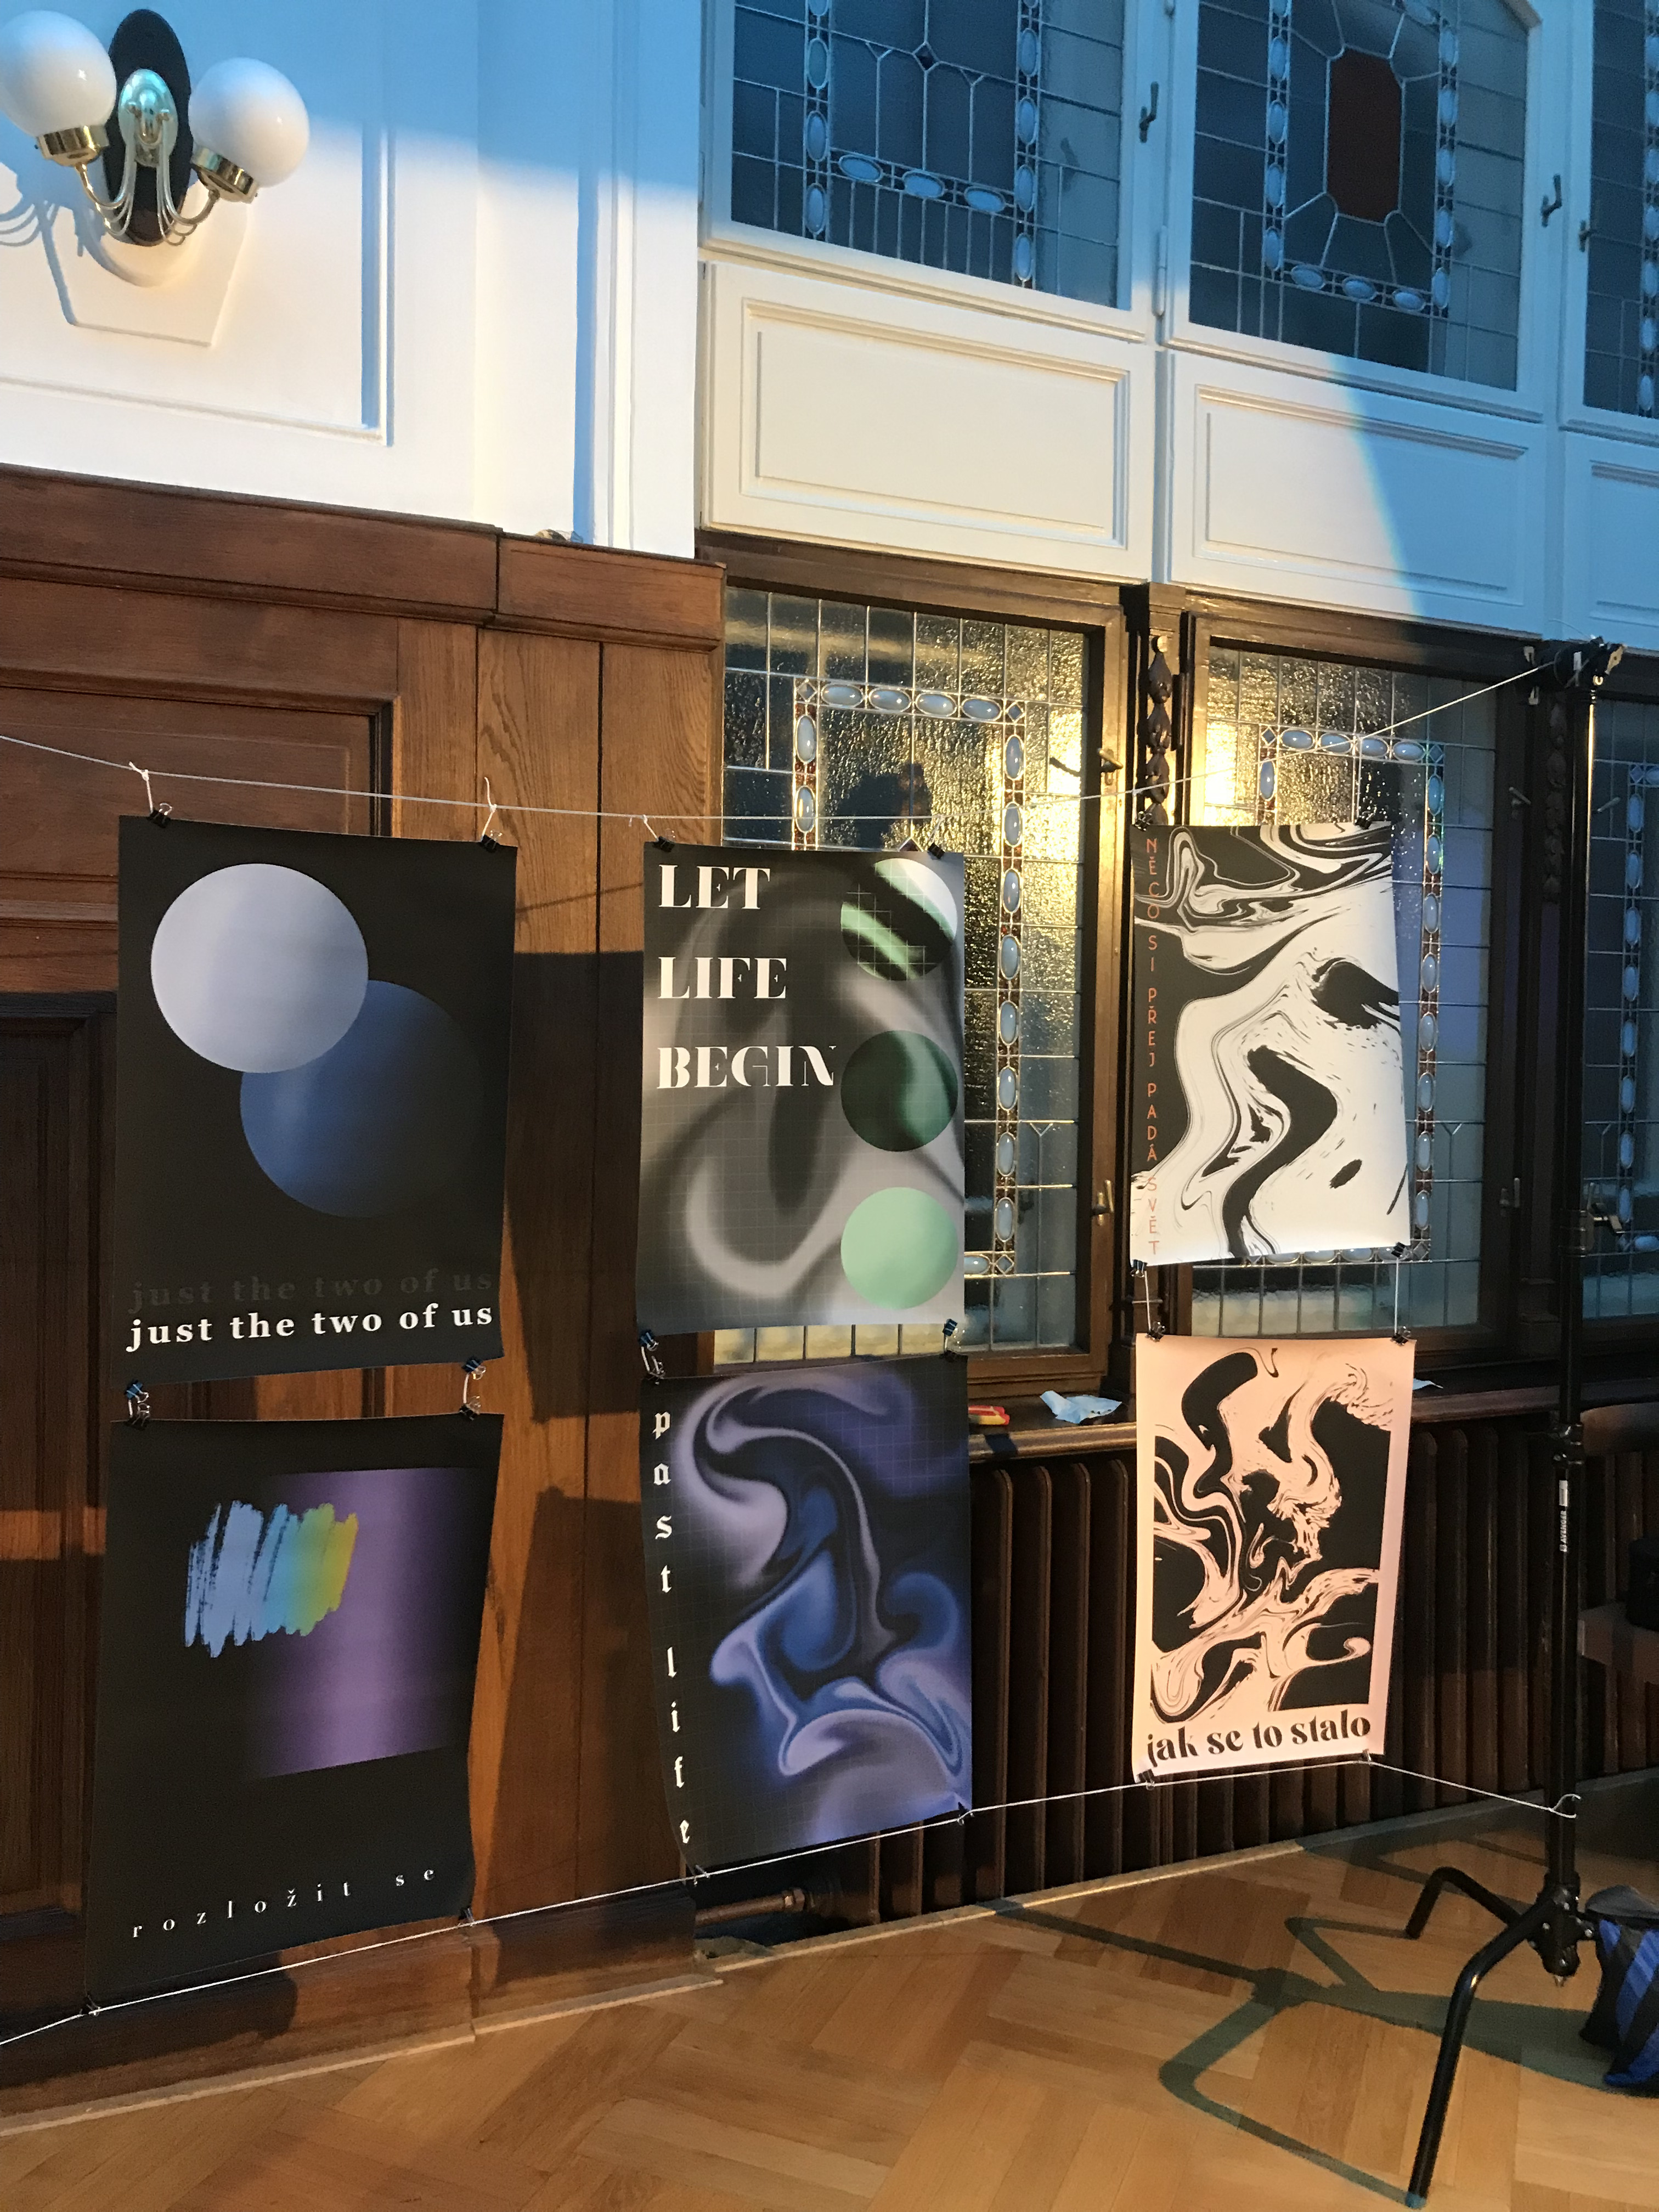 just the two of us
just the two of us
LET
LIFE
BEGIN
NĚCO SI PŘEJ PADÁ SVĚT
rozložit se
past life
jak se to stalo
AVENGER